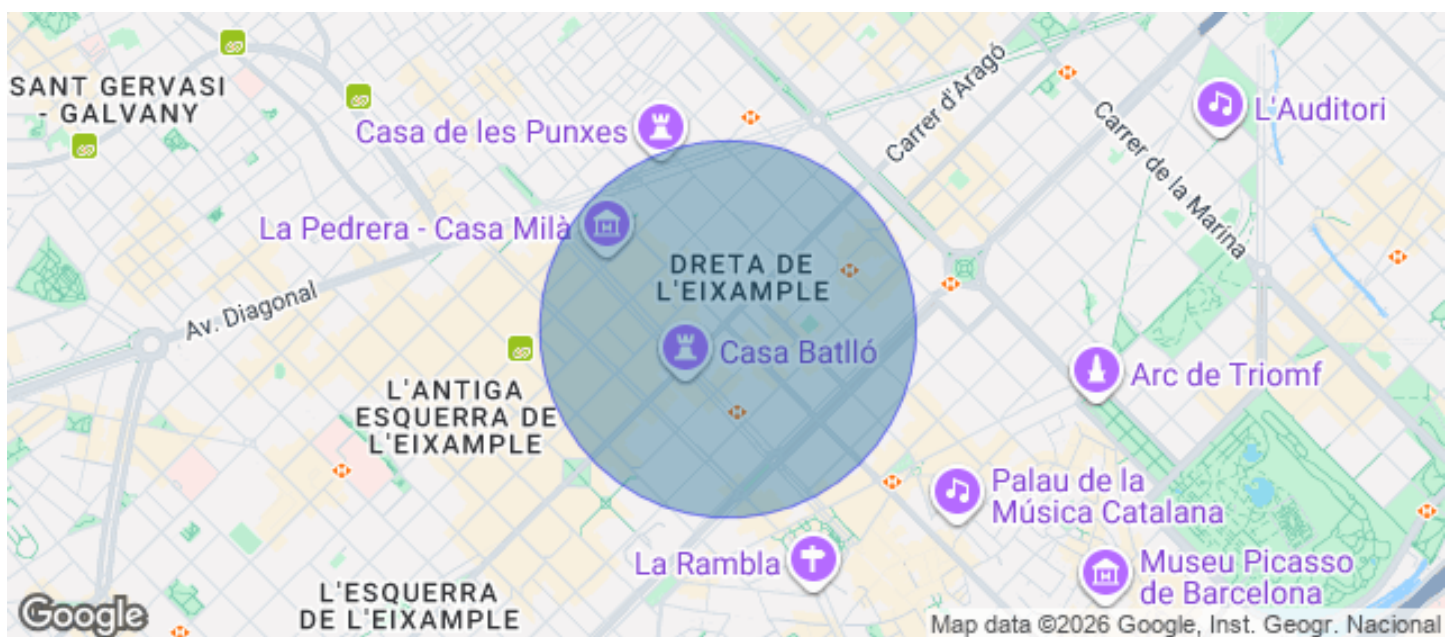 SANT GERVASI
- GALVANY
Casa de les Punxes
Carrer d'Aragó
L'Auditori
Carrer de la Marina
La Pedrera - Casa Milà
DRETA DE
L'EIXAMPLE
Av. Diagonal
Casa Batlló
Arc de Triomf
L'ANTIGA
ESQUERRA DE
L'EIXAMPLE
Palau de la
Música Catalana
La Rambla
Museu Picasso
de Barcelona
L'ESQUERRA
DE L'EIXAMPLE
Google
Map data ©2026 Google, Inst. Geogr. Nacional